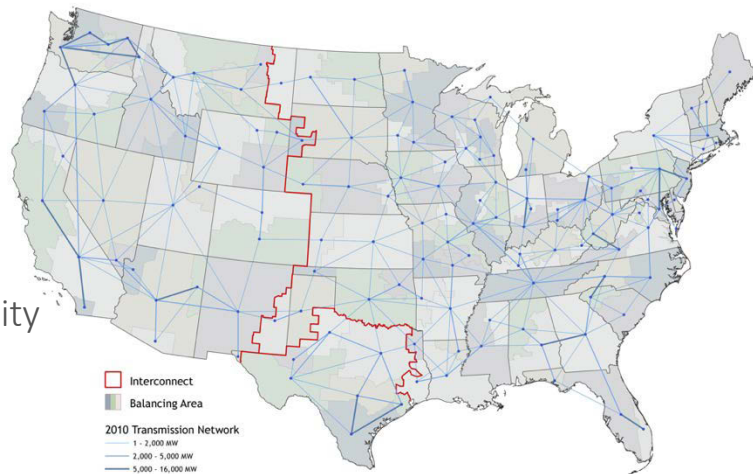 ity
Interconnect
Balancing Area
2010 Transmission Network
1 - 2,000 MW
2,000 - 5,000 MW
5,000 - 16,000 MW